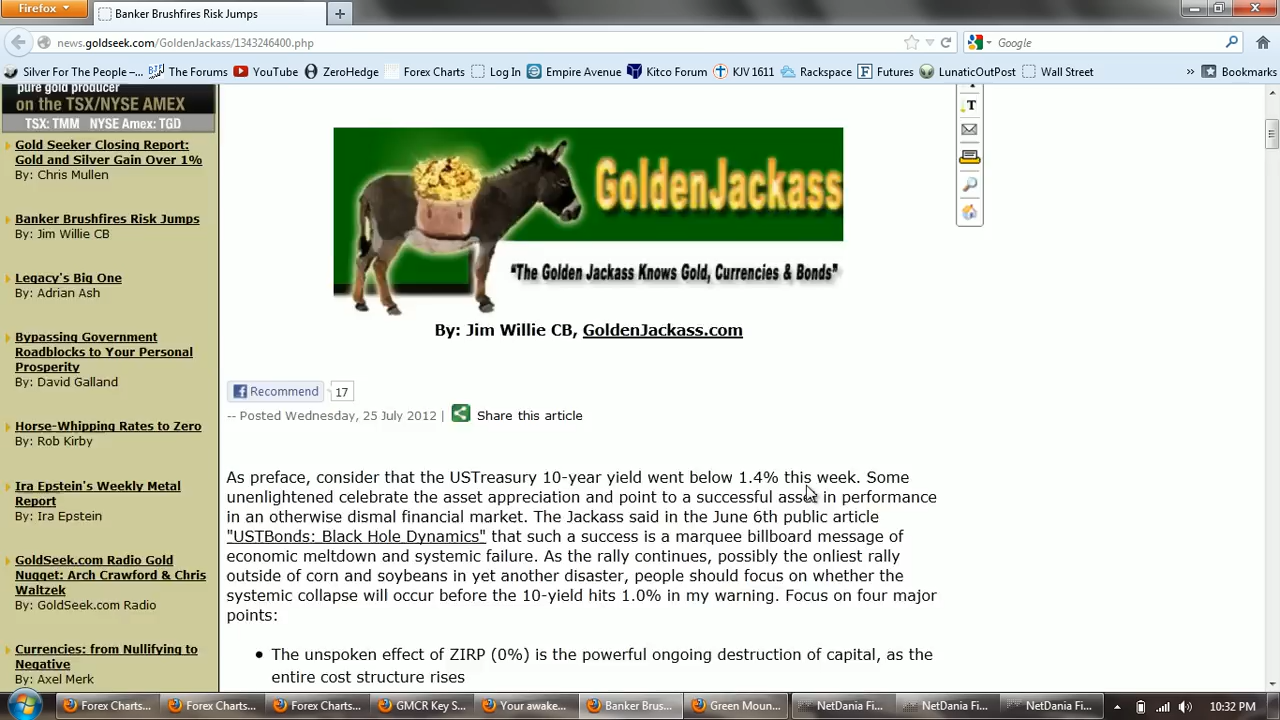 Firefox
Banker Brushfires Risk Jumps
news.goldseek.com/GoldenJackass/1343246400.php
Google
Silver For The People –...
The Forums
YouTube
ZeroHedge
Forex Charts
Log In
Empire Avenue
Kitco Forum
KJV 1611
Rackspace
Futures
LunaticOutPost
Wall Street
»
Bookmarks
pure gold producer
on the TSX/NYSE AMEX
TSX: TMM NYSE Amex: TGD
Gold Seeker Closing Report:
Gold and Silver Gain Over 1%
By: Chris Mullen
Banker Brushfires Risk Jumps
By: Jim Willie CB
Legacy's Big One
By: Adrian Ash
Bypassing Government
Roadblocks to Your Personal
Prosperity
By: David Galland
Horse-Whipping Rates to Zero
By: Rob Kirby
Ira Epstein's Weekly Metal
Report
By: Ira Epstein
GoldSeek.com Radio Gold
Nugget: Arch Crawford & Chris
Waltzek
By: GoldSeek.com Radio
Currencies: from Nullifying to
Negative
By: Axel Merk
GoldenJackass
"The Golden Jackass Knows Gold, Currencies & Bonds"
By: Jim Willie CB, GoldenJackass.com
Recommend 17
-- Posted Wednesday, 25 July 2012 | Share this article
As preface, consider that the USTreasury 10-year yield went below 1.4% this week. Some
unenlightened celebrate the asset appreciation and point to a successful asset in performance
in an otherwise dismal financial market. The Jackass said in the June 6th public article
"USTBonds: Black Hole Dynamics" that such a success is a marquee billboard message of
economic meltdown and systemic failure. As the rally continues, possibly the onliest rally
outside of corn and soybeans in yet another disaster, people should focus on whether the
systemic collapse will occur before the 10-yield hits 1.0% in my warning. Focus on four major
points:
• The unspoken effect of ZIRP (0%) is the powerful ongoing destruction of capital, as the
entire cost structure rises
T
Forex Charts...
Forex Charts...
Forex Charts...
GMCR Key S...
Your awake...
Banker Brus...
Green Moun...
NetDania Fi...
NetDania Fi...
NetDania Fi...
10:32 PM